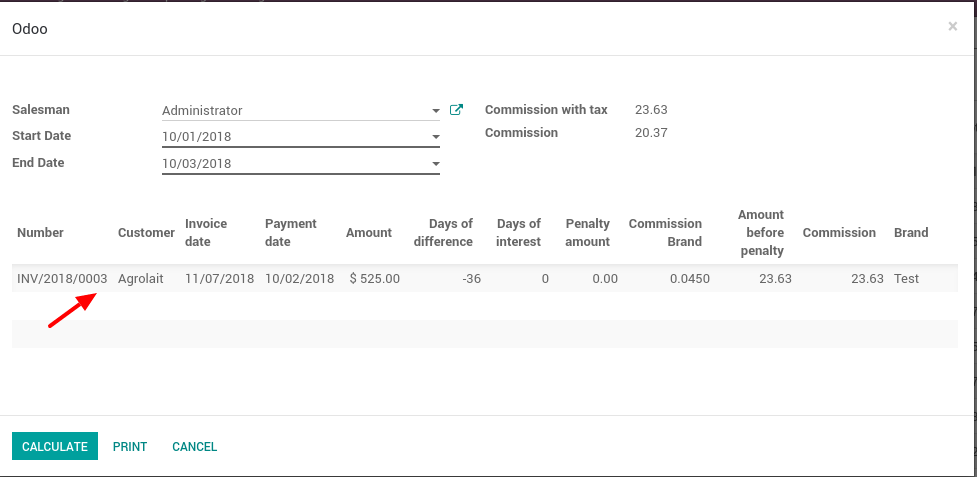 Odoo
×
Salesman Administrator Commission with tax 23.63
Start Date 10/01/2018 Commission 20.37
End Date 10/03/2018
Number Customer Invoice date Payment date Amount Days of difference Days of interest Penalty amount Commission Brand Amount before penalty Commission Brand
INV/2018/0003 Agrolait 11/07/2018 10/02/2018 $ 525.00 -36 0 0.00 0.0450 23.63 23.63 Test
CALCULATE PRINT CANCEL